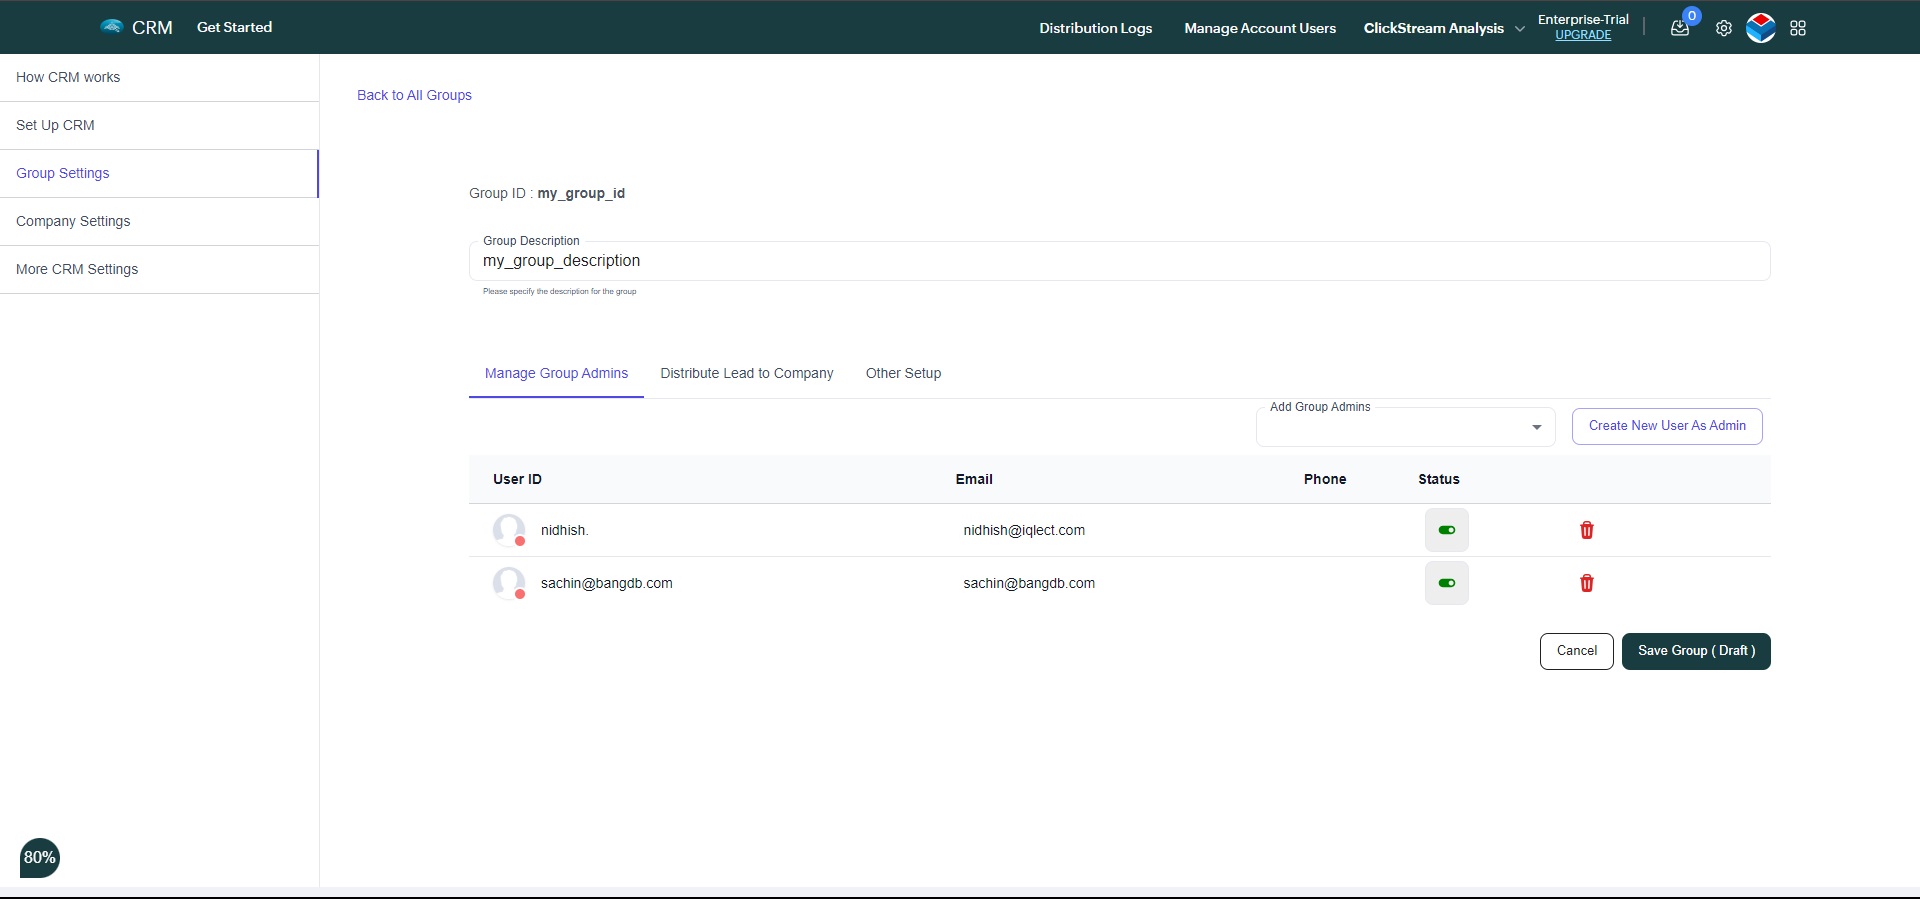 CRM
Get Started
Distribution Logs
Manage Account Users
ClickStream Analysis
Enterprise-Trial
UPGRADE
0
How CRM works
Set Up CRM
Group Settings
Company Settings
More CRM Settings
Back to All Groups
Group ID : my_group_id
Group Description
my_group_description
Please specify the description for the group
Manage Group Admins
Distribute Lead to Company
Other Setup
Add Group Admins
Create New User As Admin
User ID Email Phone Status
nidhish. nidhish@iqlect.com
sachin@bangdb.com sachin@bangdb.com
Cancel
Save Group ( Draft )
80%